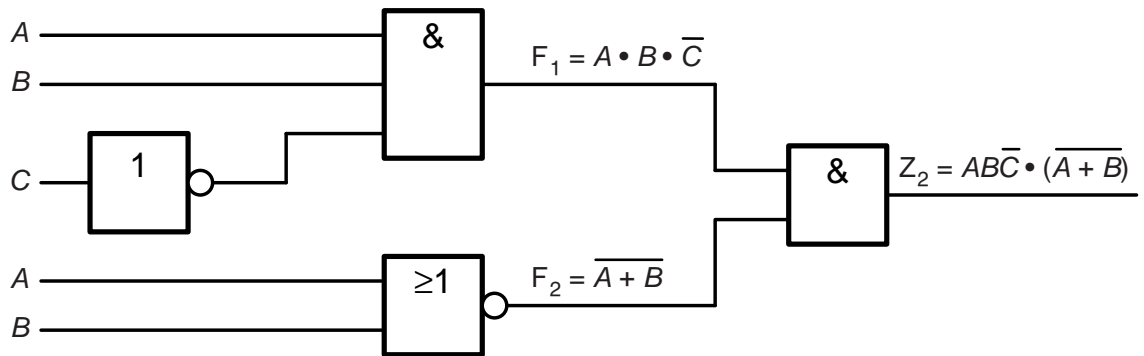 A
&
F₁ = A • B • C̅
B
1
C
&
Z₂ = ABC̅ • (A̅ ̅+̅ ̅B̅)
A
≥1
F₂ = A̅ ̅+̅ ̅B̅
B